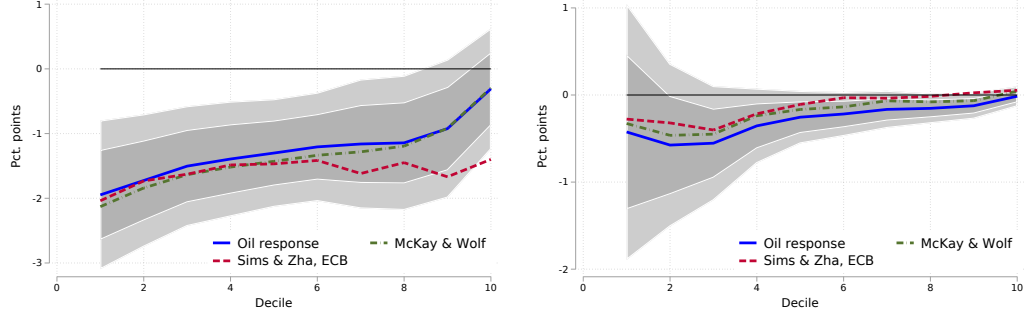 1
0
-1
-2
-3
Pct. points
0
2
4
6
8
10
Decile
Oil response
McKay & Wolf
Sims & Zha, ECB
1
0
-1
-2
Pct. points
0
2
4
6
8
10
Decile
Oil response
McKay & Wolf
Sims & Zha, ECB